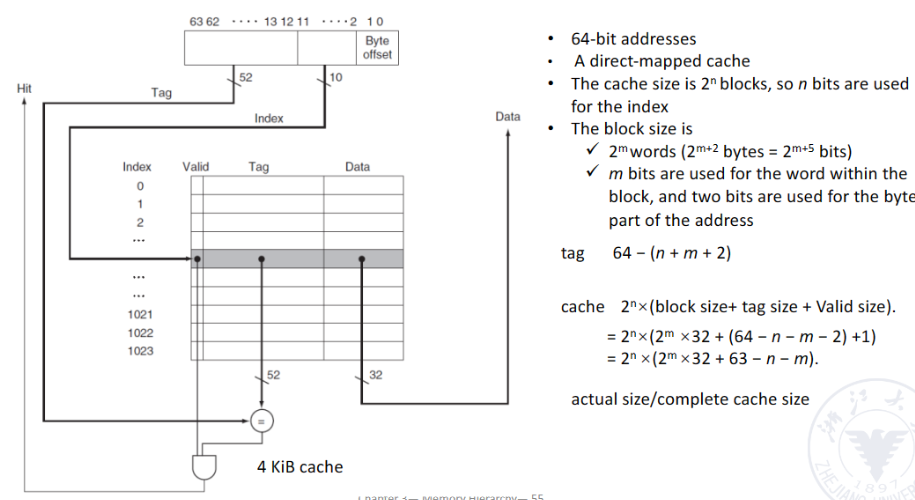 63 62 ···· 13 12 11 ····2 1 0
Byte
offset
52
10
Hit
Tag
Index
Data
Index Valid Tag Data
0
1
2
...
...
...
1021
1022
1023
52
32
=
4 KiB cache
• 64-bit addresses
• A direct-mapped cache
• The cache size is 2ⁿ blocks, so n bits are used
for the index
• The block size is
✓ 2ᵐ words (2ᵐ⁺² bytes = 2ᵐ⁺⁵ bits)
✓ m bits are used for the word within the
block, and two bits are used for the byte
part of the address
tag 64 − (n + m + 2)
cache 2ⁿ×(block size+ tag size + Valid size).
= 2ⁿ×(2ᵐ ×32 + (64 − n − m − 2) +1)
= 2ⁿ ×(2ᵐ ×32 + 63 − n − m).
actual size/complete cache size
Memory Hierarchy— 55
1897